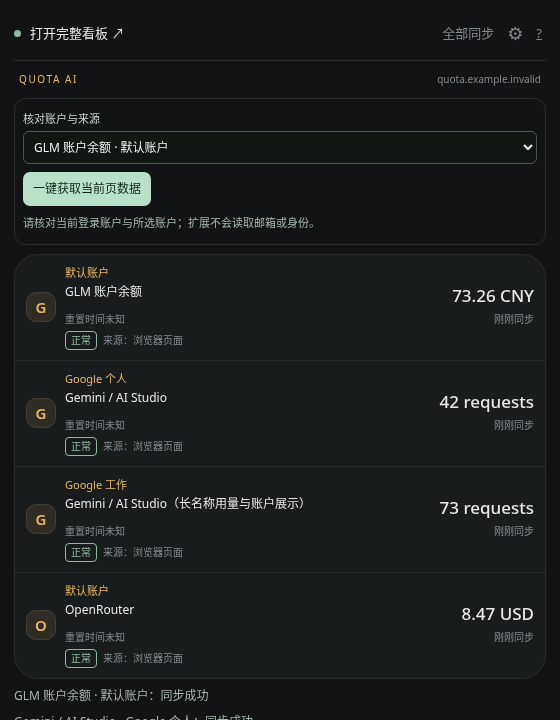 打开完整看板 ↗
全部同步 ⚙ ?
QUOTA AI
quota.example.invalid
核对账户与来源
GLM 账户余额 · 默认账户
一键获取当前页数据
请核对当前登录账户与所选账户；扩展不会读取邮箱或身份。
默认账户
G
GLM 账户余额
73.26 CNY
重置时间未知
刚刚同步
正常 来源：浏览器页面
Google 个人
G
Gemini / AI Studio
42 requests
重置时间未知
刚刚同步
正常 来源：浏览器页面
Google 工作
G
Gemini / AI Studio（长名称用量与账户展示）
73 requests
重置时间未知
刚刚同步
正常 来源：浏览器页面
默认账户
O
OpenRouter
8.47 USD
重置时间未知
刚刚同步
正常 来源：浏览器页面
GLM 账户余额 · 默认账户：同步成功
Gemini / AI Studio · Google 个人：同步成功